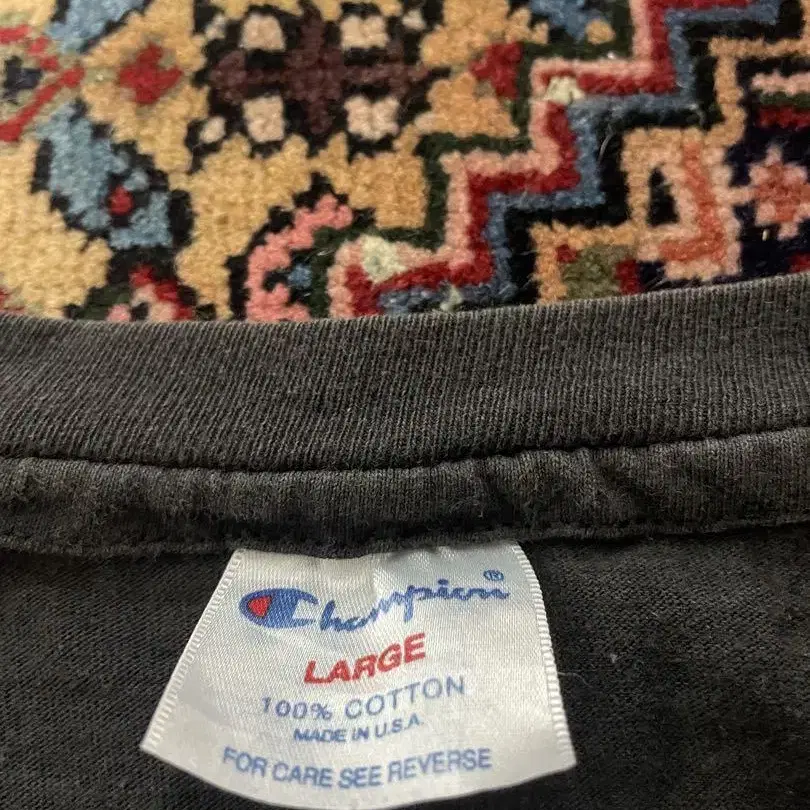 Champion®
LARGE
100% COTTON
MADE IN U.S.A.
FOR CARE SEE REVERSE